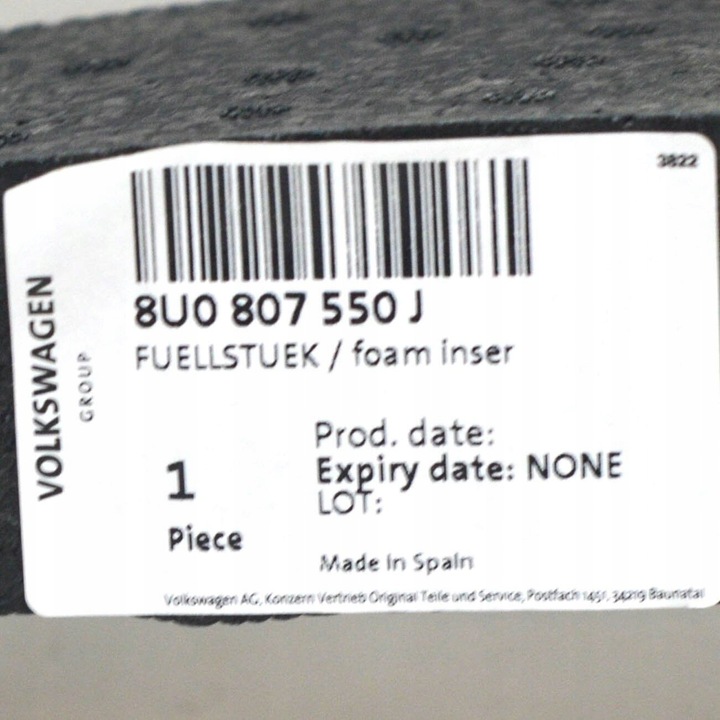 3822
8U0 807 550 J
FUELLSTUEK / foam inser
VOLKSWAGEN
GROUP
Prod. date:
Expiry date: NONE
LOT:
1
Piece
Made in Spain
Volkswagen AG, Konzern Vertrieb Original Teile und Service, Postfach 1451, 34219 Baunatal